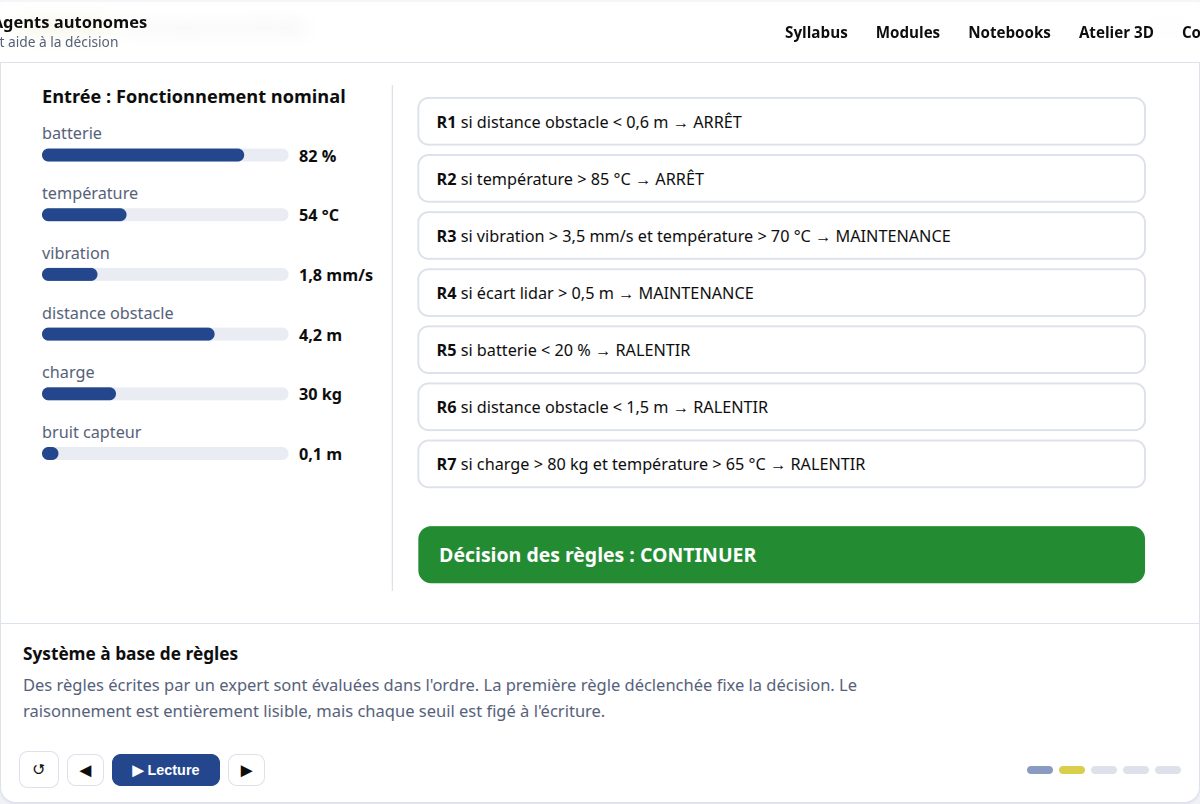 Agents autonomes
t aide à la décision
Syllabus
Modules
Notebooks
Atelier 3D
Co
Entrée : Fonctionnement nominal
batterie
82 %
température
54 °C
vibration
1,8 mm/s
distance obstacle
4,2 m
charge
30 kg
bruit capteur
0,1 m
R1 si distance obstacle < 0,6 m → ARRÊT
R2 si température > 85 °C → ARRÊT
R3 si vibration > 3,5 mm/s et température > 70 °C → MAINTENANCE
R4 si écart lidar > 0,5 m → MAINTENANCE
R5 si batterie < 20 % → RALENTIR
R6 si distance obstacle < 1,5 m → RALENTIR
R7 si charge > 80 kg et température > 65 °C → RALENTIR
Décision des règles : CONTINUER
Système à base de règles
Des règles écrites par un expert sont évaluées dans l'ordre. La première règle déclenchée fixe la décision. Le
raisonnement est entièrement lisible, mais chaque seuil est figé à l'écriture.
↺ ◀ ▶ Lecture ▶